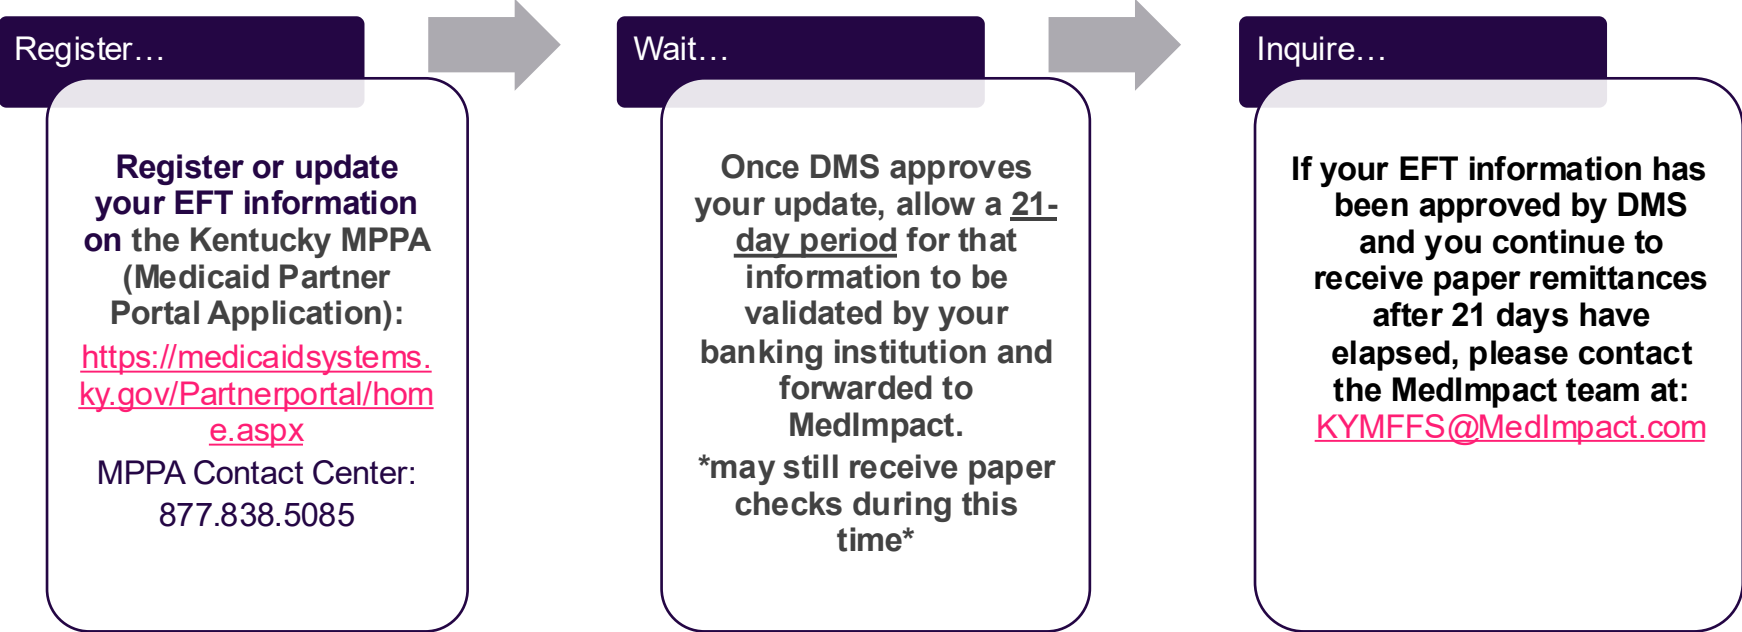 Register…
Register or update
your EFT information
on the Kentucky MPPA
(Medicaid Partner
Portal Application):
https://medicaidsystems.
ky.gov/Partnerportal/hom
e.aspx
MPPA Contact Center:
877.838.5085
Wait…
Once DMS approves
your update, allow a 21-
day period for that
information to be
validated by your
banking institution and
forwarded to
MedImpact.
*may still receive paper
checks during this
time*
Inquire…
If your EFT information has
been approved by DMS
and you continue to
receive paper remittances
after 21 days have
elapsed, please contact
the MedImpact team at:
KYMFFS@MedImpact.com